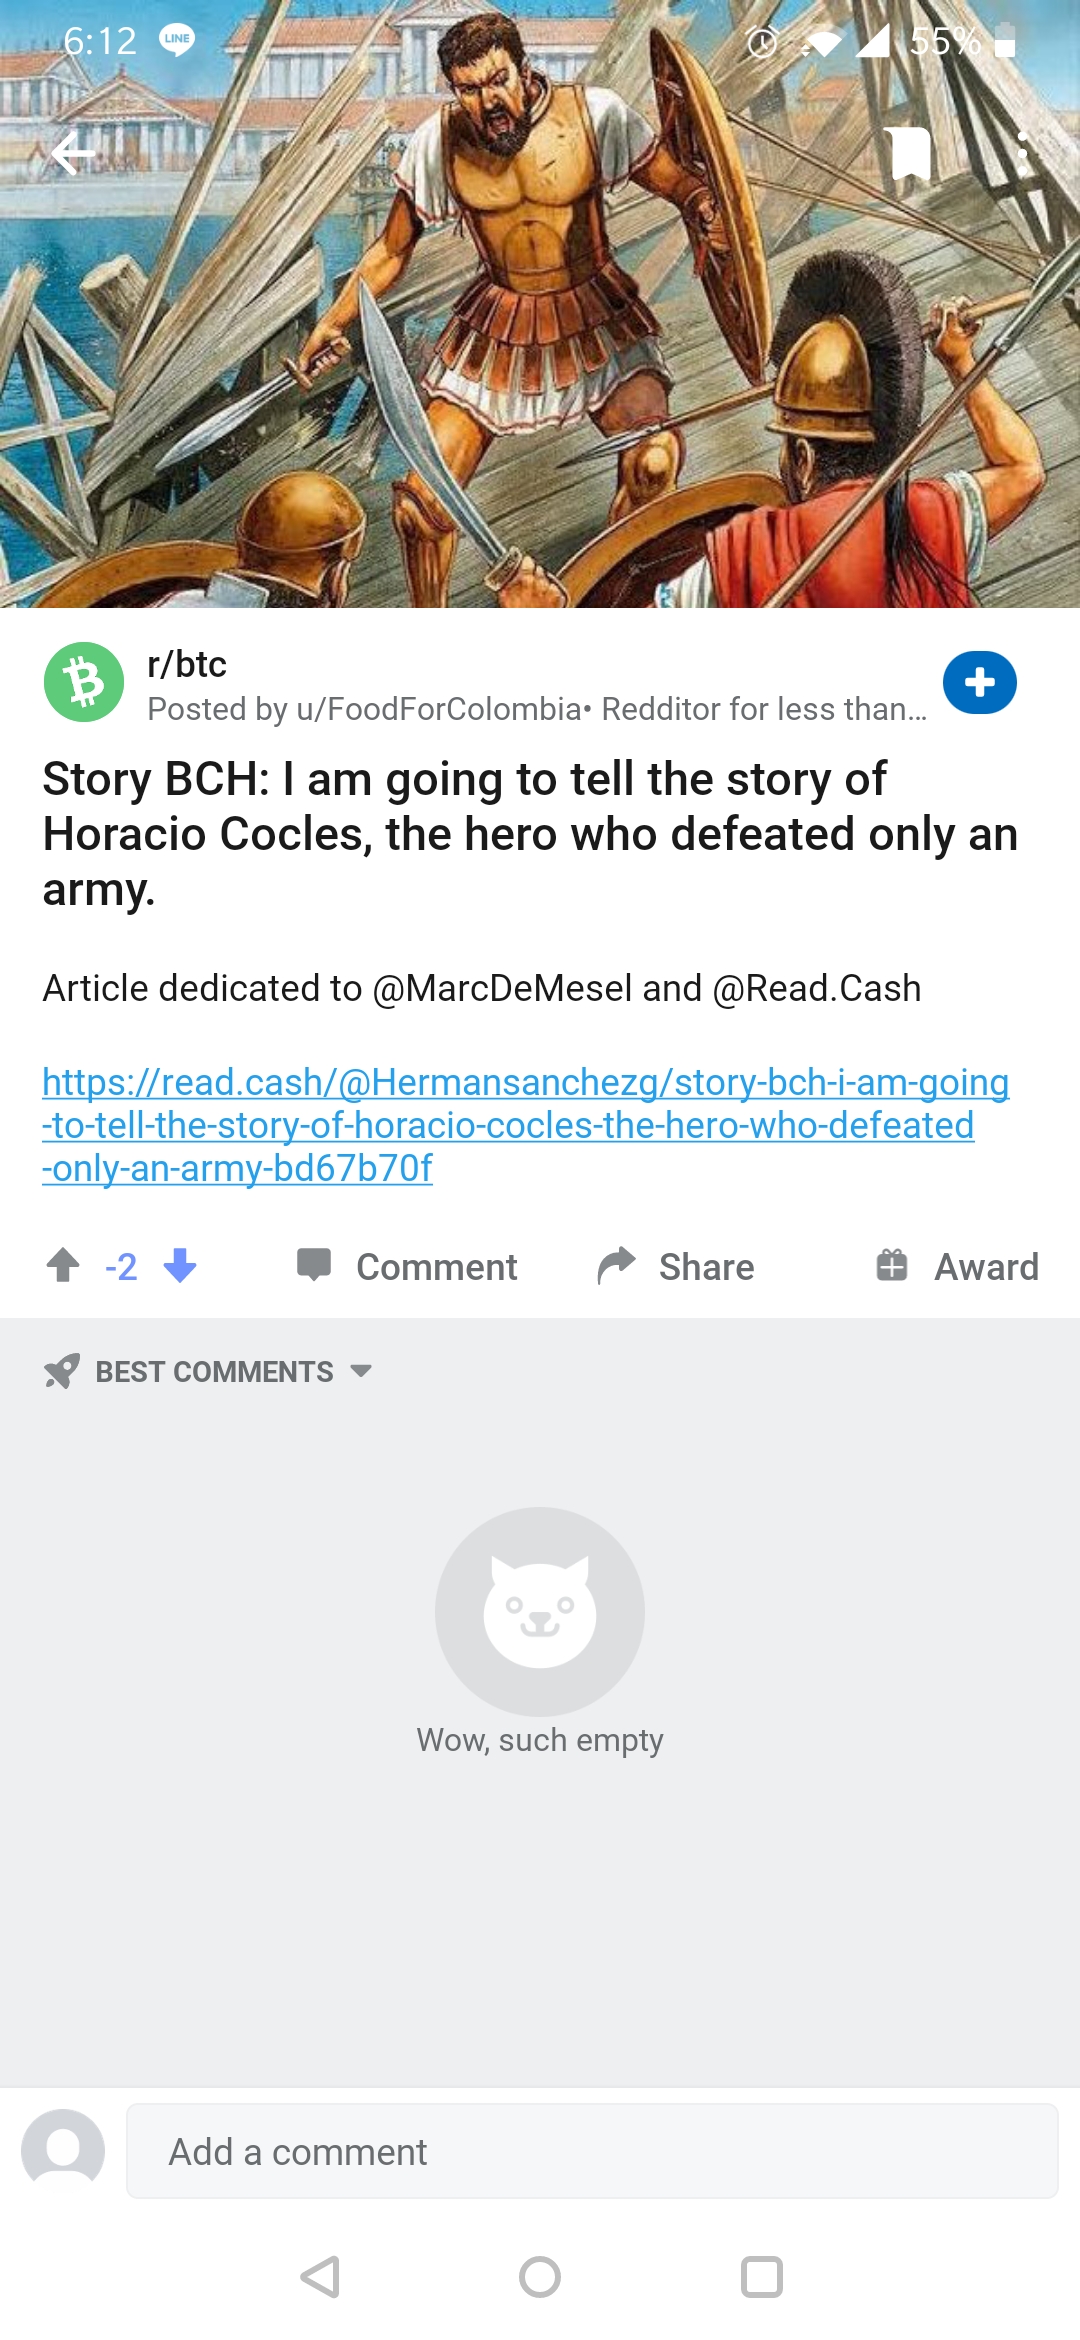 6:12
LINE
55%
r/btc
Posted by u/FoodForColombia• Redditor for less than...
Story BCH: I am going to tell the story of
Horacio Cocles, the hero who defeated only an
army.
Article dedicated to @MarcDeMesel and @Read.Cash
https://read.cash/@Hermansanchezg/story-bch-i-am-going
-to-tell-the-story-of-horacio-cocles-the-hero-who-defeated
-only-an-army-bd67b70f
-2 Comment Share Award
BEST COMMENTS
Wow, such empty
Add a comment